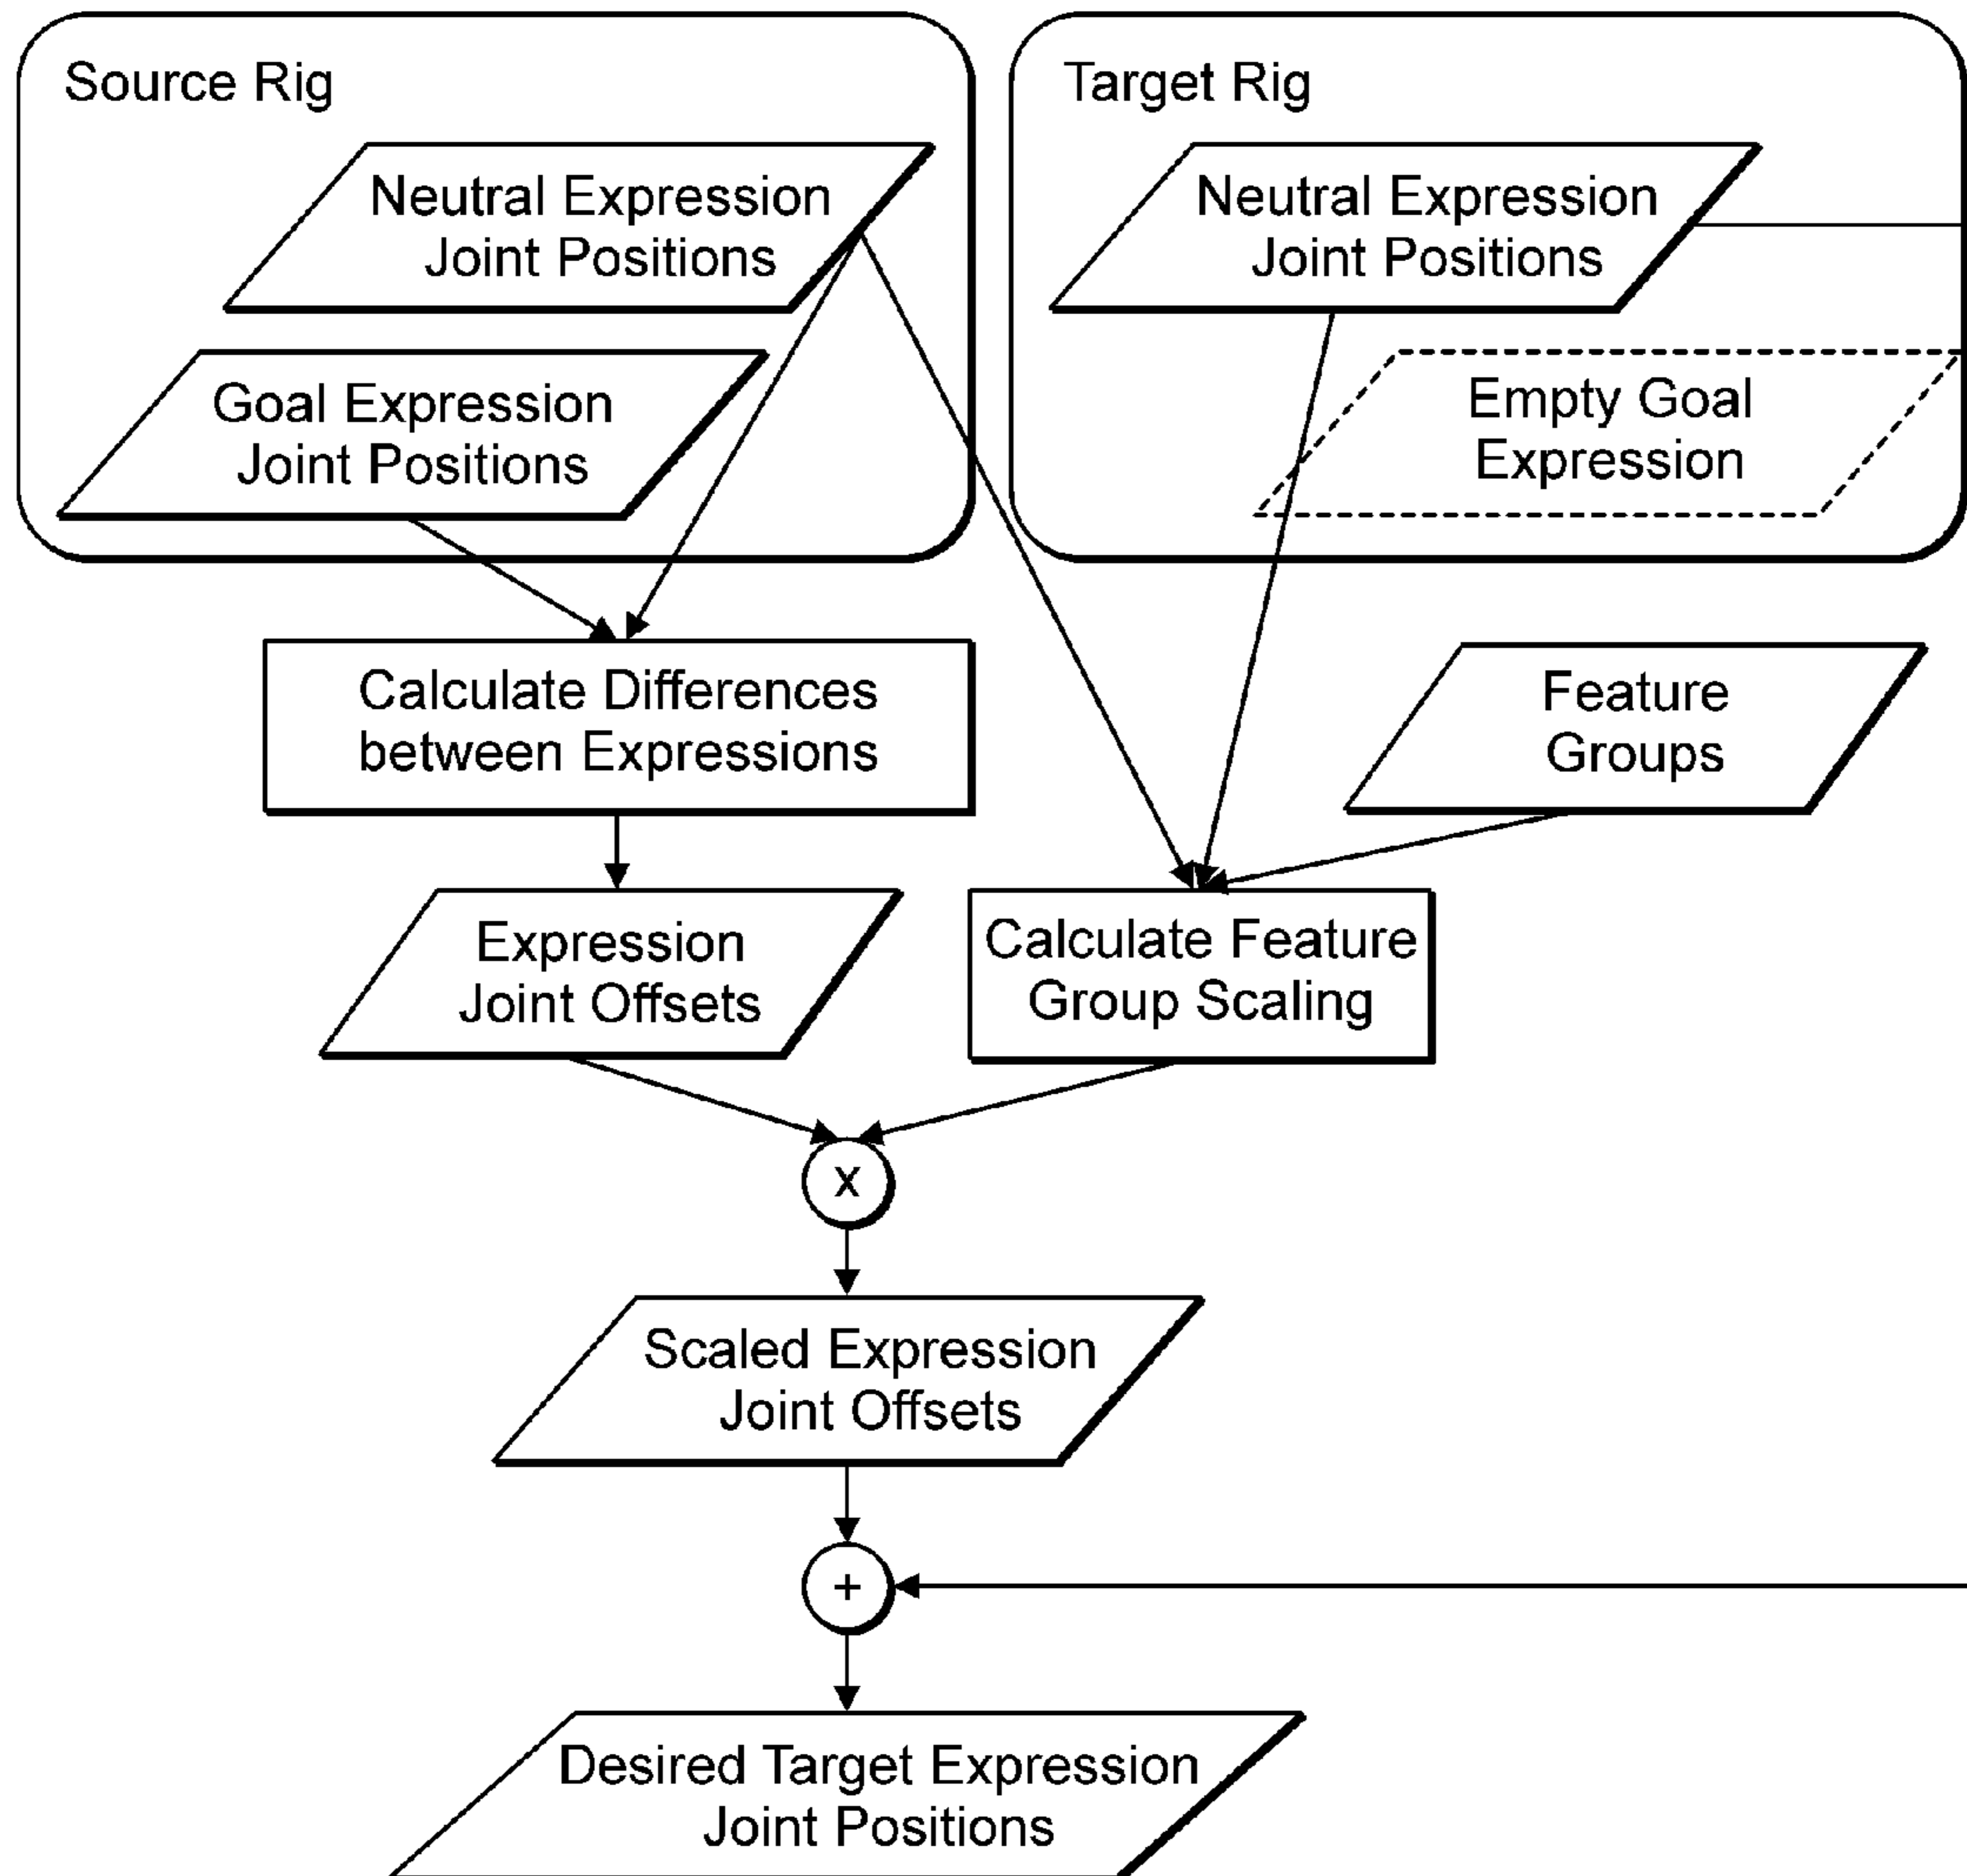 Source Rig
Neutral Expression
Joint Positions
Goal Expression
Joint Positions
Target Rig
Neutral Expression
Joint Positions
Empty Goal
Expression
Calculate Differences
between Expressions
Feature
Groups
Expression
Joint Offsets
Calculate Feature
Group Scaling
x
Scaled Expression
Joint Offsets
+
Desired Target Expression
Joint Positions